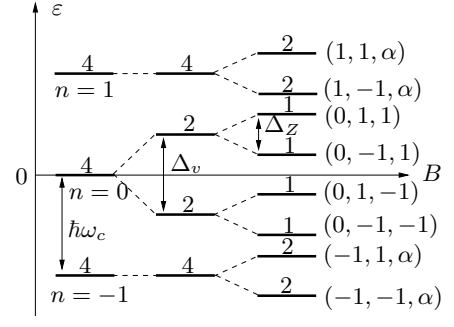 ε
2 (1, 1, α)
4 4
n = 1 2 (1, -1, α)
1 (0, 1, 1)
2 Δ_Z
1 (0, -1, 1)
4 Δ_v
0 B
n = 0 1 (0, 1, -1)
2
ħω_c 1 (0, -1, -1)
2 (-1, 1, α)
4 4
n = -1 2 (-1, -1, α)